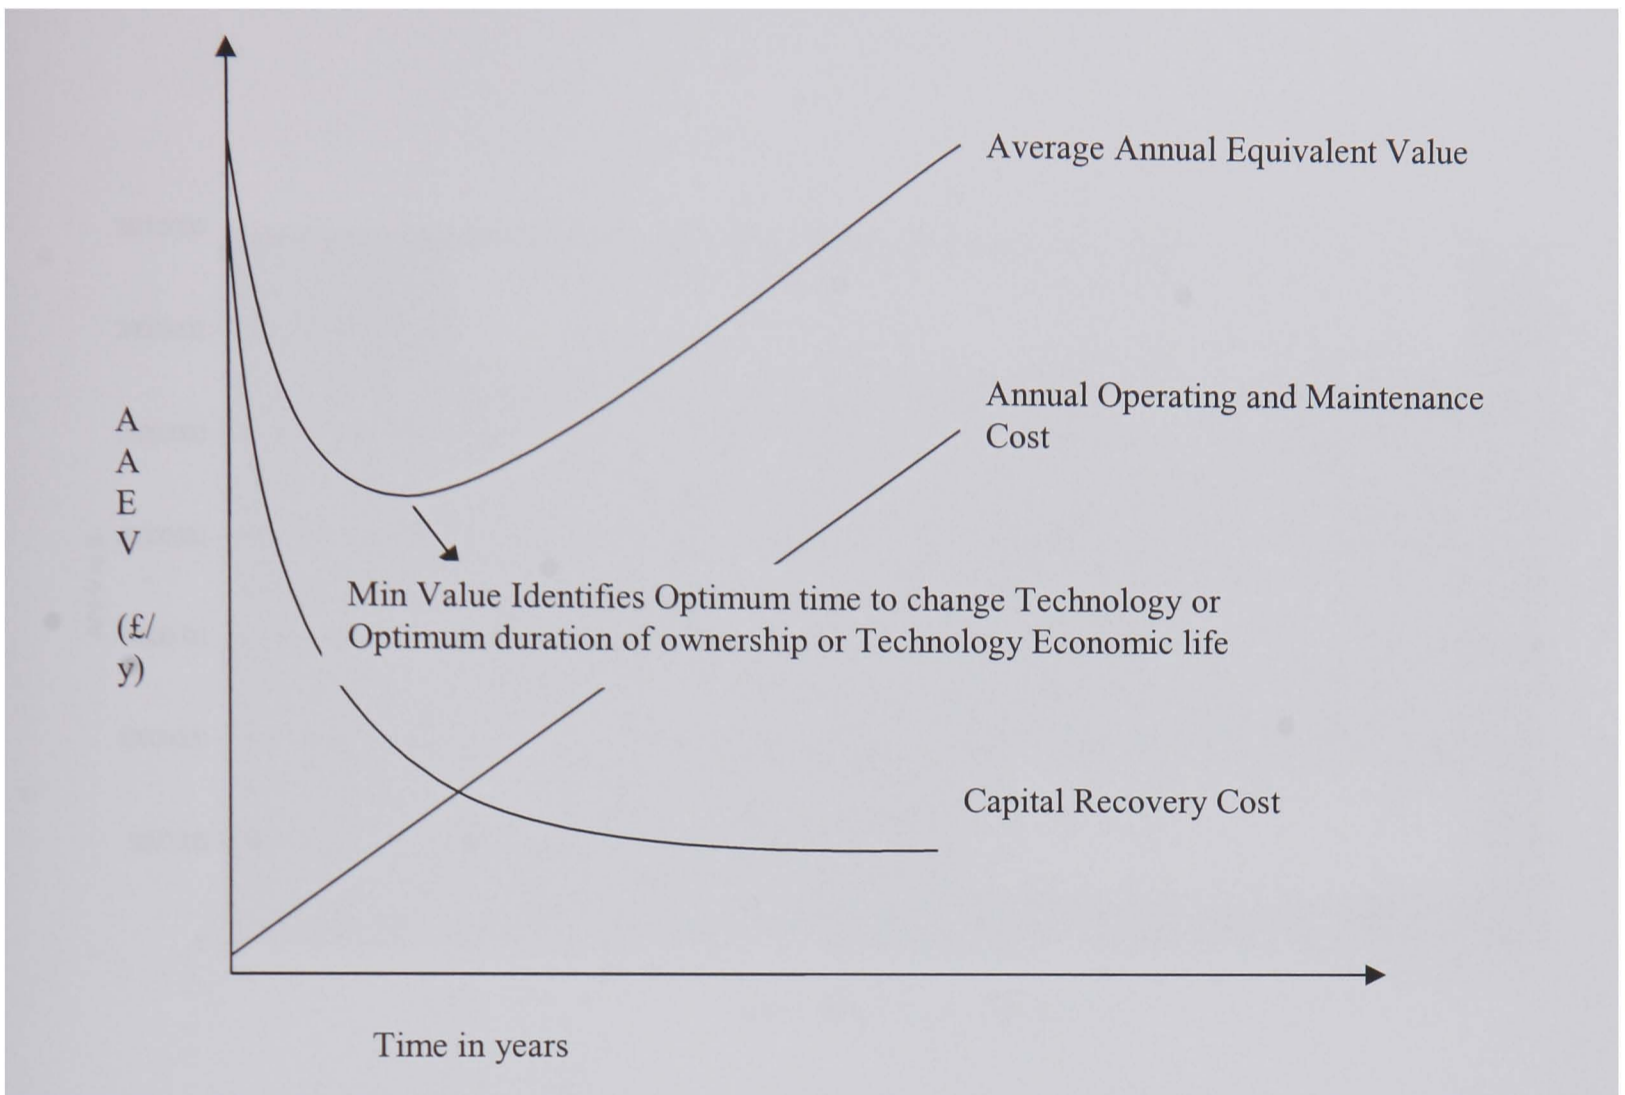 Average Annual Equivalent Value
Annual Operating and Maintenance
Cost
A
A
E
V
(£/
y)
Min Value Identifies Optimum time to change Technology or
Optimum duration of ownership or Technology Economic life
Capital Recovery Cost
Time in years